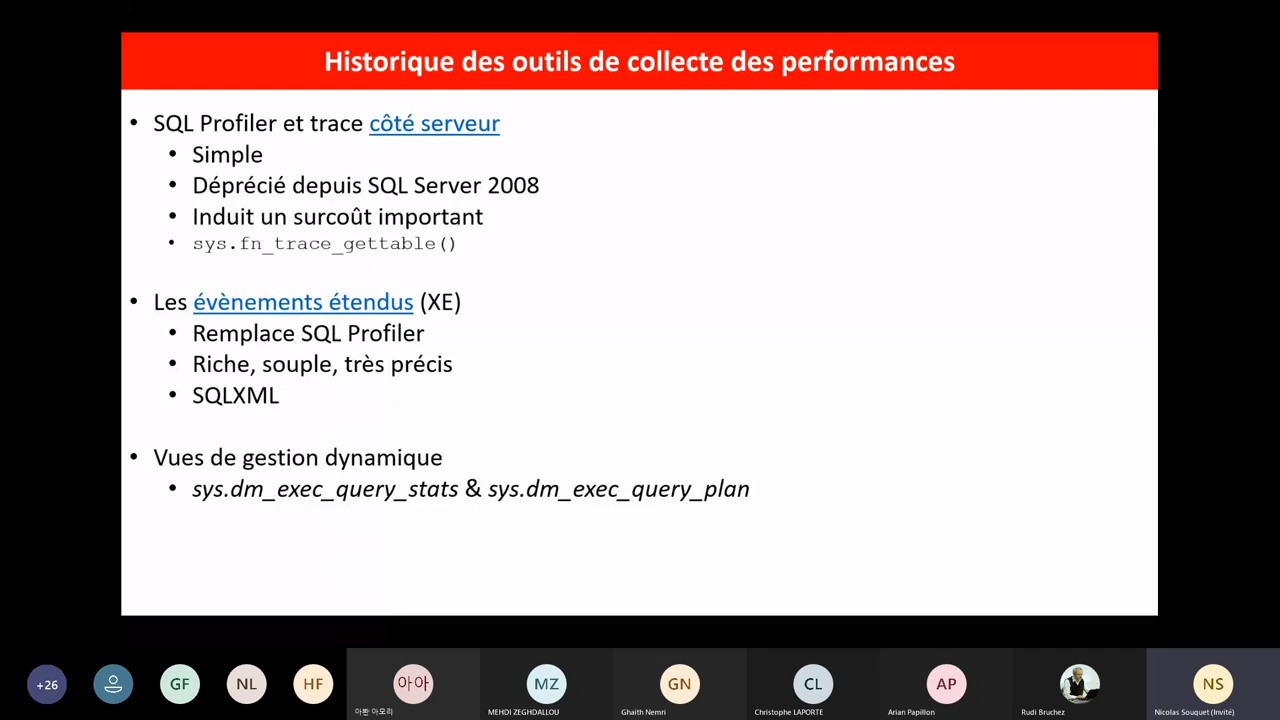 Historique des outils de collecte des performances
• SQL Profiler et trace côté serveur
• Simple
• Déprécié depuis SQL Server 2008
• Induit un surcoût important
• sys.fn_trace_gettable()
• Les évènements étendus (XE)
• Remplace SQL Profiler
• Riche, souple, très précis
• SQLXML
• Vues de gestion dynamique
• sys.dm_exec_query_stats & sys.dm_exec_query_plan
+26 GF NL HF 아아 MZ GN CL AP NS
아롼 아모리 MEHDI ZEGHDALLOU Ghaith Nemri Christophe LAPORTE Arian Papillon Rudi Bruchez Nicolas Souquet (Invité)